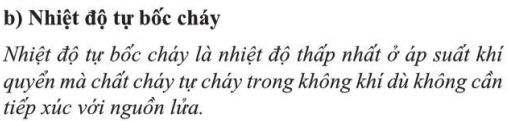 b) Nhiệt độ tự bốc cháy
Nhiệt độ tự bốc cháy là nhiệt độ thấp nhất ở áp suất khí
quyển mà chất cháy tự cháy trong không khí dù không cần
tiếp xúc với nguồn lửa.